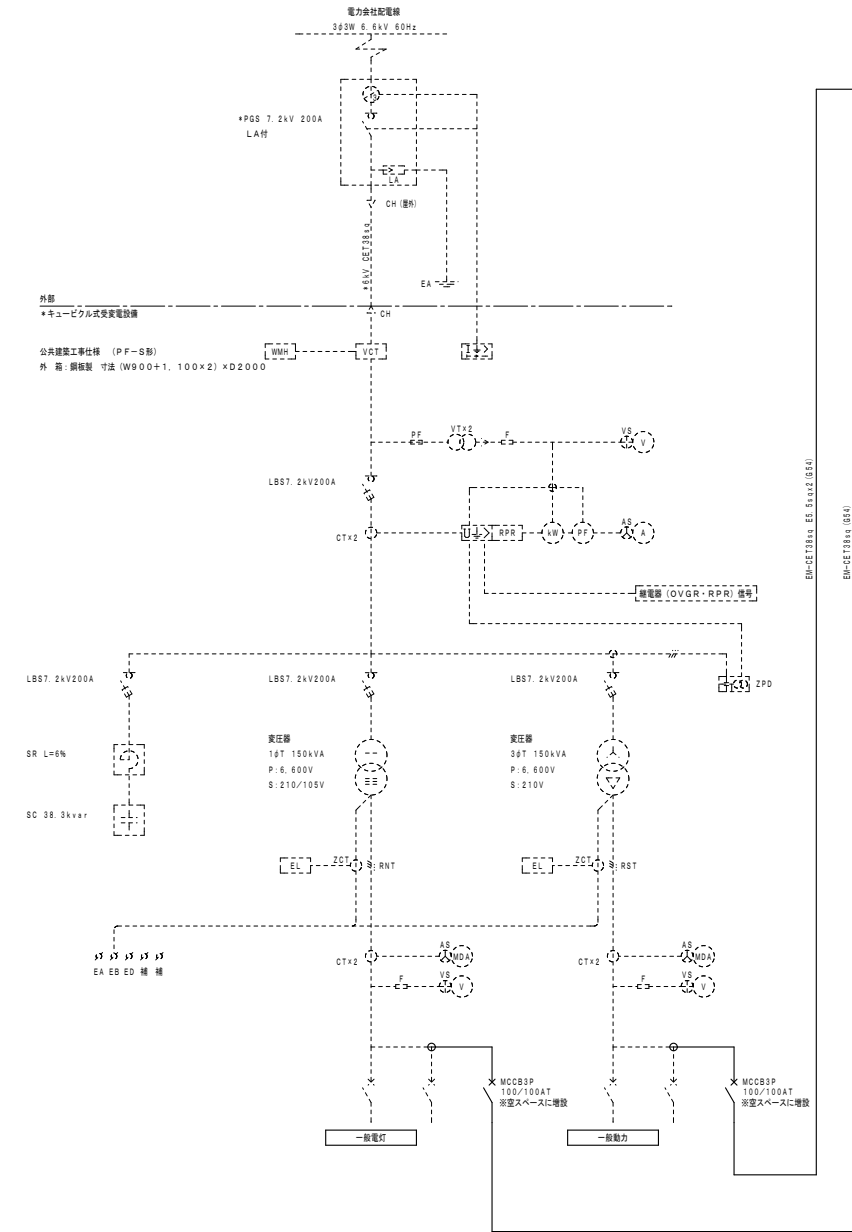 電力会社配電線
3φ3W 6.6kV 60Hz
*PGS 7.2kV 200A
LA付
LA
CH(屋外)
*6kV CET38sq
EA
外部
*キュービクル式受変電設備
CH
公共建築工事仕様 (PF-S形)
外 箱:鋼板製 寸法(W900+1,100×2)×D2000
WMH
VCT
I
PF
VT×2
F
VS
V
LBS7.2kV200A
CT×2
U
RPR
kW
PF
AS
A
継電器(OVGR・RPR)信号
LBS7.2kV200A
LBS7.2kV200A
LBS7.2kV200A
ZPD
SR L=6%
SC 38.3kvar
変圧器
1φT 150kVA
P:6,600V
S:210/105V
変圧器
3φT 150kVA
P:6,600V
S:210V
EL
ZCT
RNT
EL
ZCT
RST
EA EB ED 補 補
CT×2
AS
MDA
F
VS
V
CT×2
AS
MDA
F
VS
V
MCCB3P
100/100AT
※空スペースに増設
MCCB3P
100/100AT
※空スペースに増設
一般電灯
一般動力
EM-CET38sq E5.5sqx2(G54)
EM-CET38sq(G54)